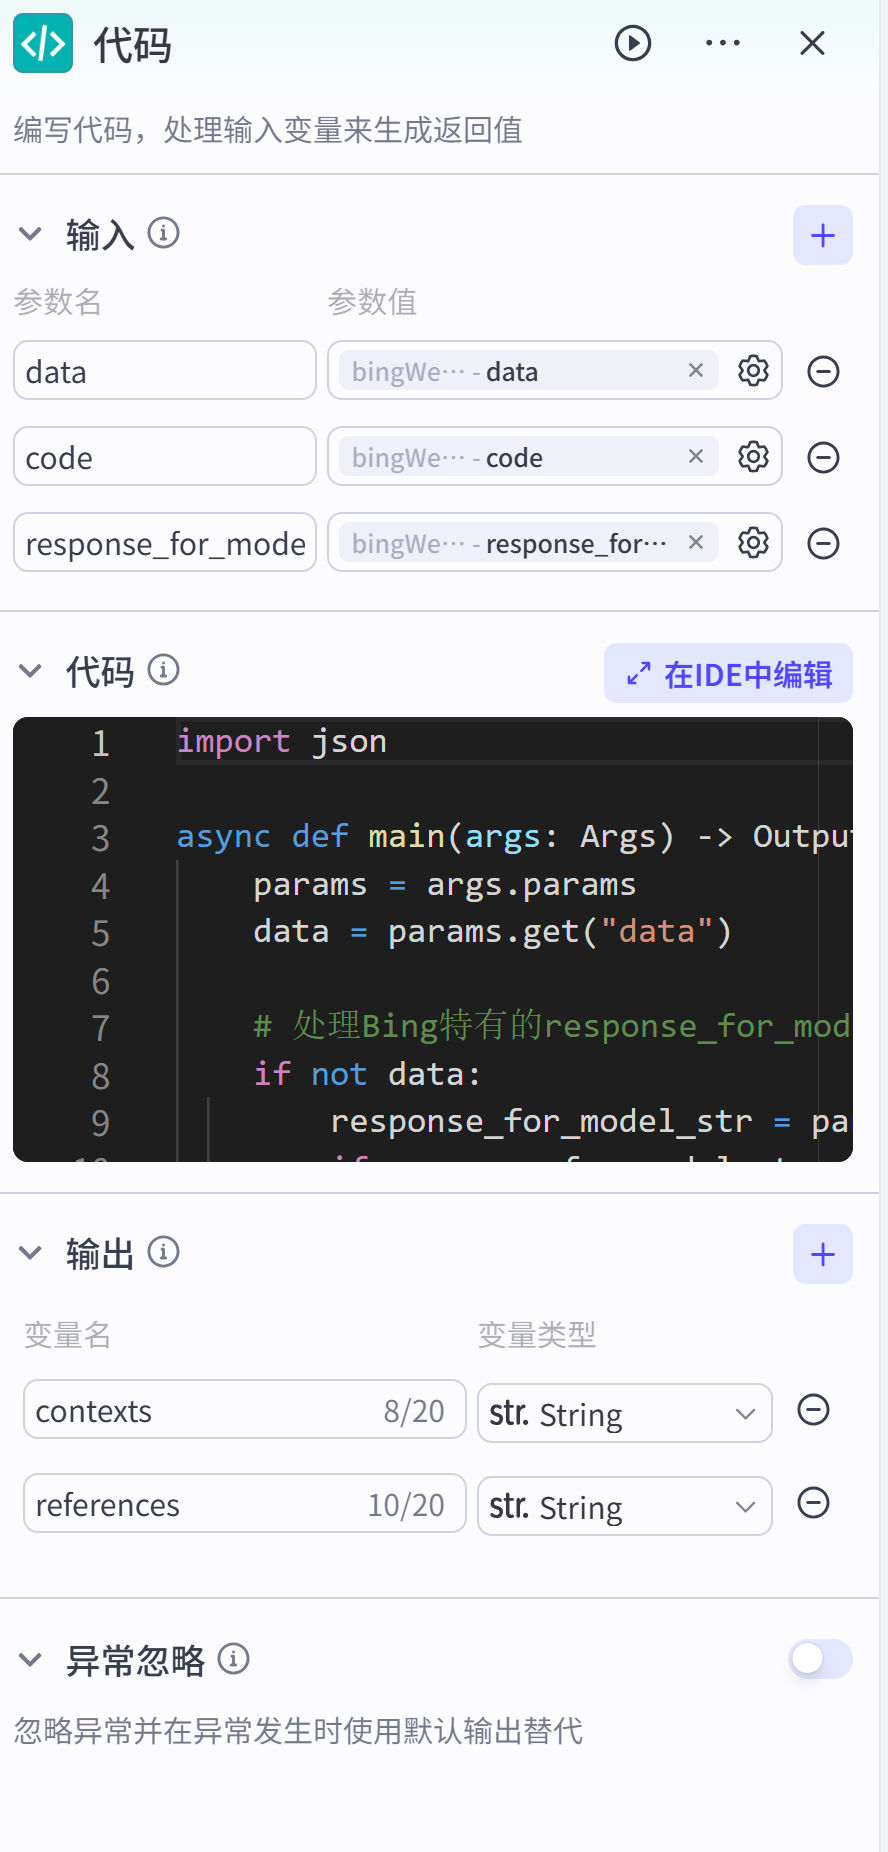 代码
编写代码，处理输入变量来生成返回值
输入
参数名 参数值
data bingWe··· - data
code bingWe··· - code
response_for_mode bingWe··· - response_for···
代码 在IDE中编辑
1 import json
2
3 async def main(args: Args) -> Output
4 params = args.params
5 data = params.get("data")
6
7 # 处理Bing特有的response_for_mod
8 if not data:
9 response_for_model_str = pa
输出
变量名 变量类型
contexts 8/20 str. String
references 10/20 str. String
异常忽略
忽略异常并在异常发生时使用默认输出替代